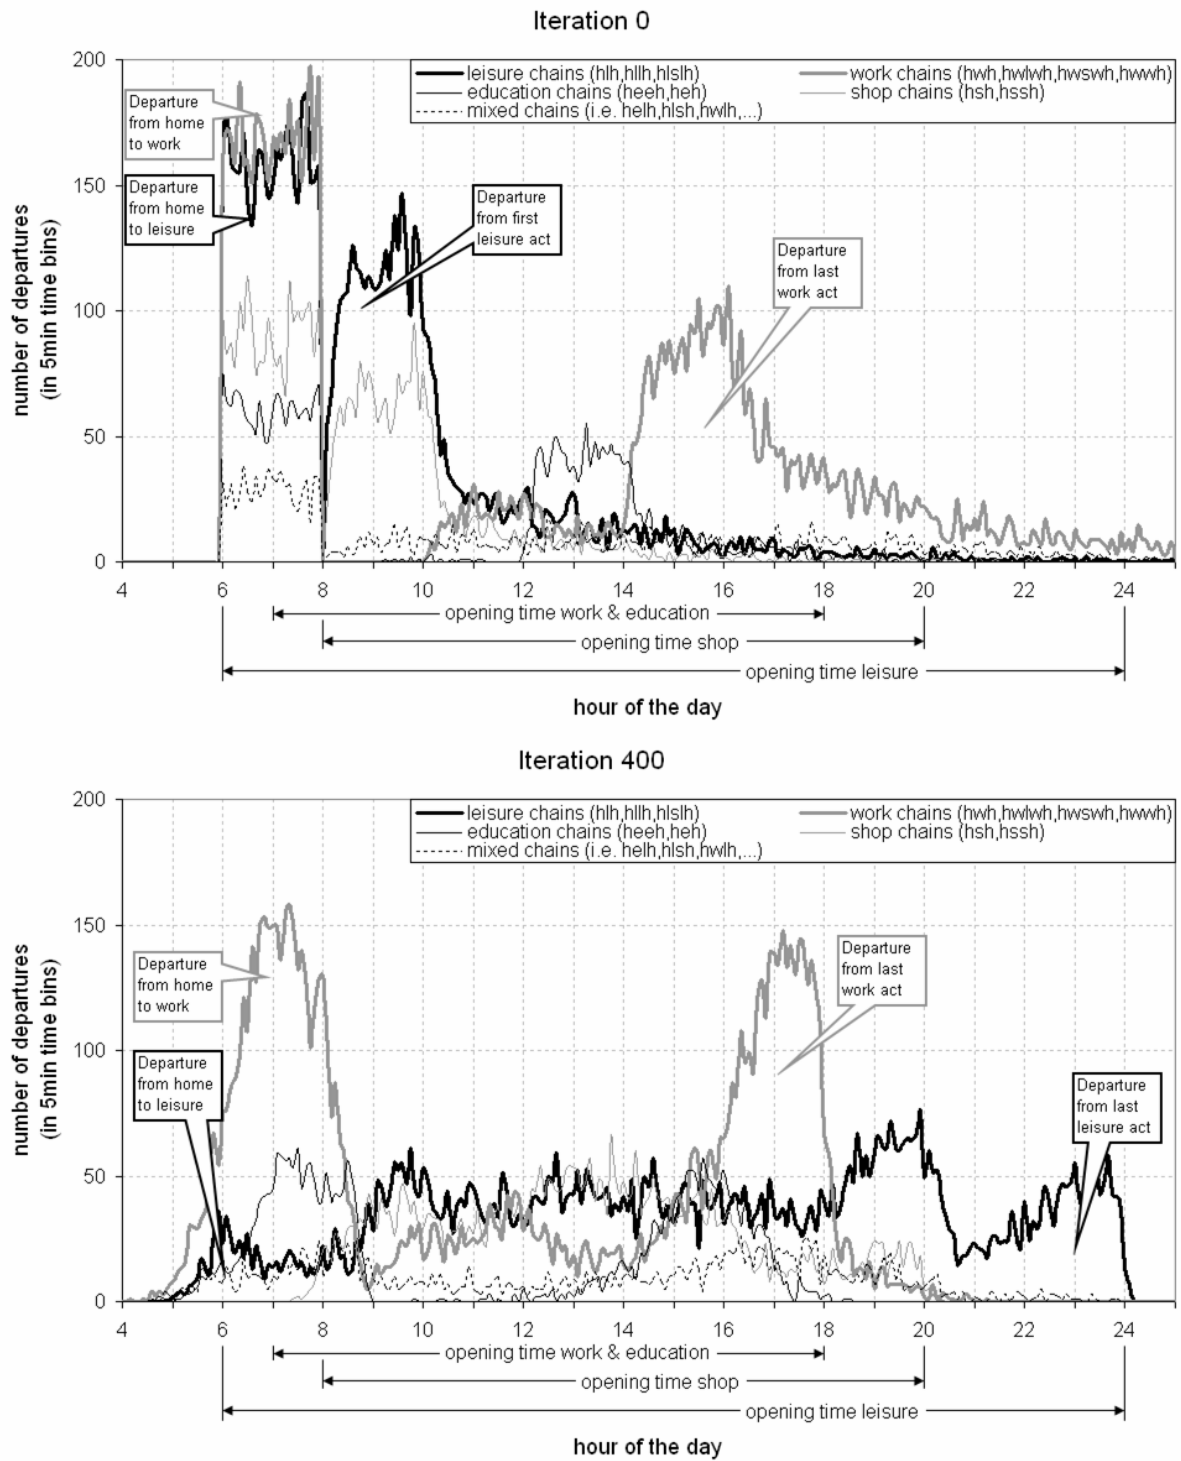 Iteration 0
200
150
100
50
0
number of departures
(in 5min time bins)
leisure chains (hlh,hllh,hlslh)
work chains (hwh,hwlwh,hwswh,hwwh)
education chains (heeh,heh)
shop chains (hsh,hssh)
mixed chains (i.e. helh,hlsh,hwlh,...)
Departure
from home
to work
Departure
from home
to leisure
Departure
from first
leisure act
Departure
from last
work act
4 6 8 10 12 14 16 18 20 22 24
opening time work & education
opening time shop
opening time leisure
hour of the day
Iteration 400
200
150
100
50
0
number of departures
(in 5min time bins)
leisure chains (hlh,hllh,hlslh)
work chains (hwh,hwlwh,hwswh,hwwh)
education chains (heeh,heh)
shop chains (hsh,hssh)
mixed chains (i.e. helh,hlsh,hwlh,...)
Departure
from home
to work
Departure
from home
to leisure
Departure
from last
work act
Departure
from last
leisure act
4 6 8 10 12 14 16 18 20 22 24
opening time work & education
opening time shop
opening time leisure
hour of the day